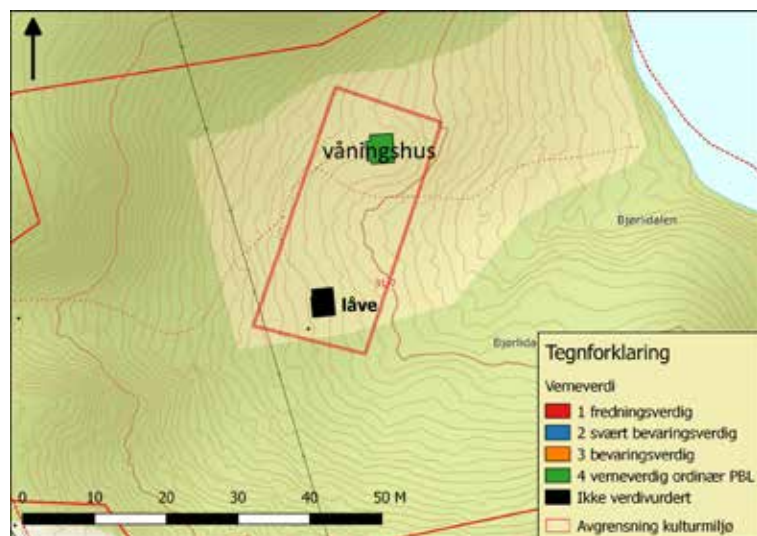 våningshus
Bjørlidalen
låve
Tegnforklaring
Verneverdi
1 fredningsverdig
2 svært bevaringsverdig
3 bevaringsverdig
4 verneverdig ordinær PBL
Ikke verdivurdert
Avgrensning kulturmiljø
0 10 20 30 40 50 M